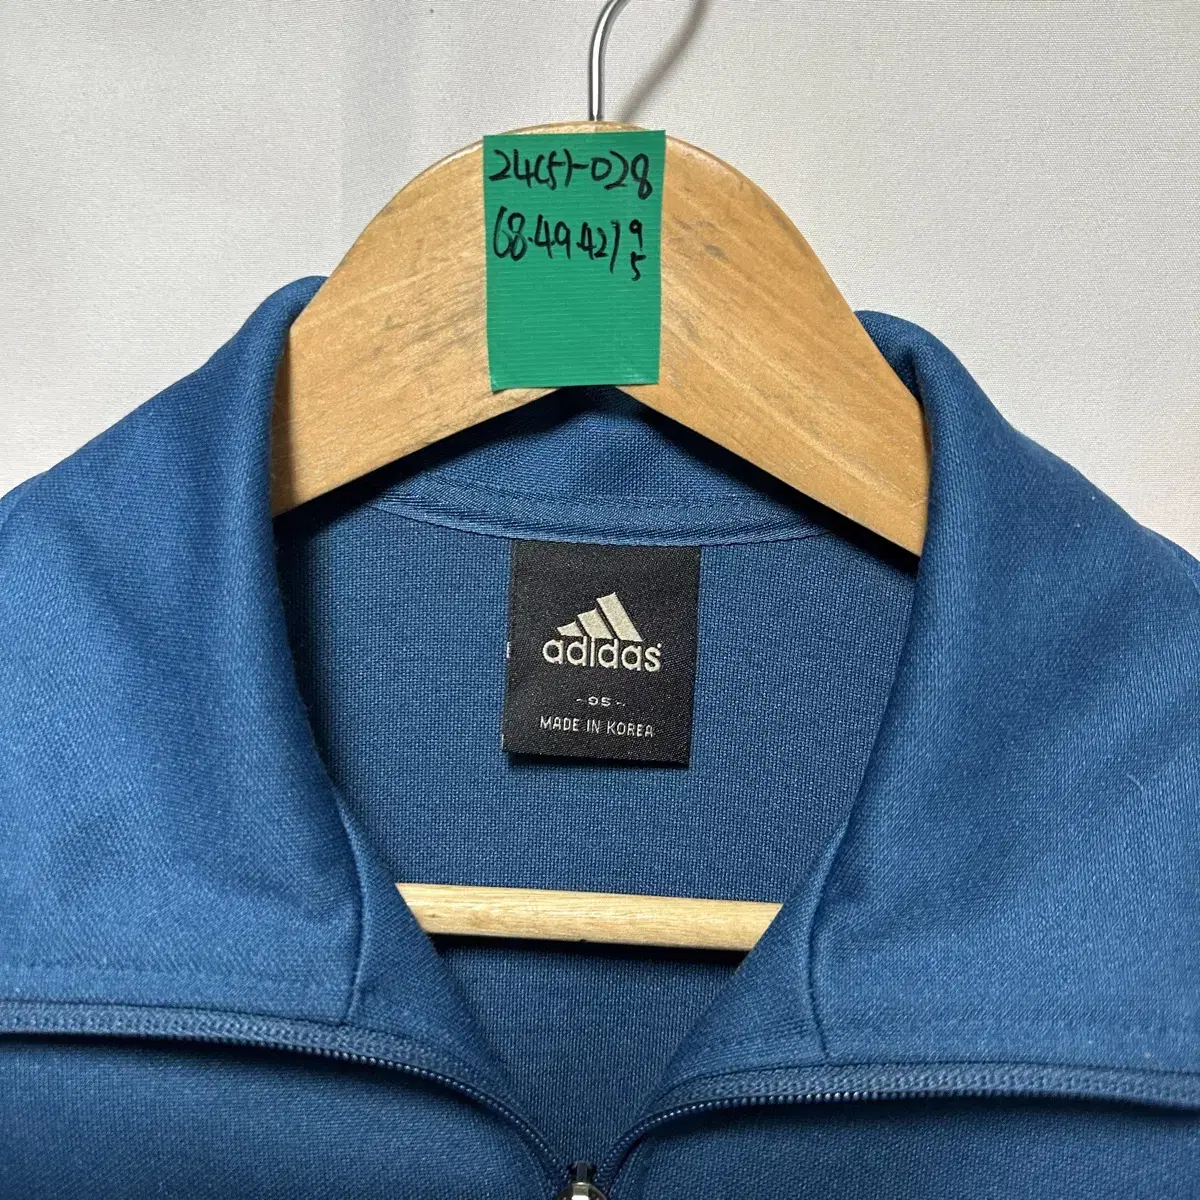 24(5)-028
(68.49.42) 95
adidas
-95-
MADE IN KOREA